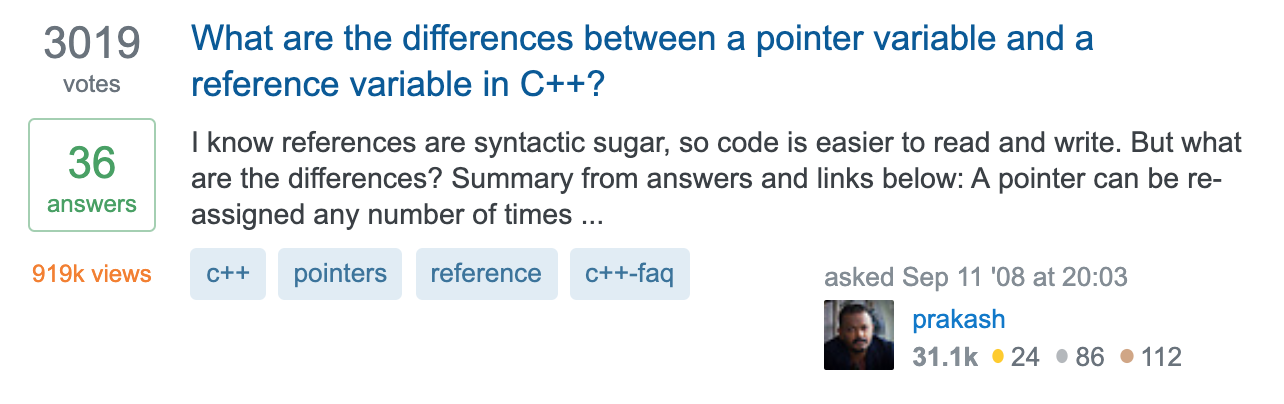 3019
votes
36
answers
919k views
What are the differences between a pointer variable and a
reference variable in C++?
I know references are syntactic sugar, so code is easier to read and write. But what
are the differences? Summary from answers and links below: A pointer can be re-
assigned any number of times ...
c++ pointers reference c++-faq
asked Sep 11 '08 at 20:03
prakash
31.1k 24 86 112